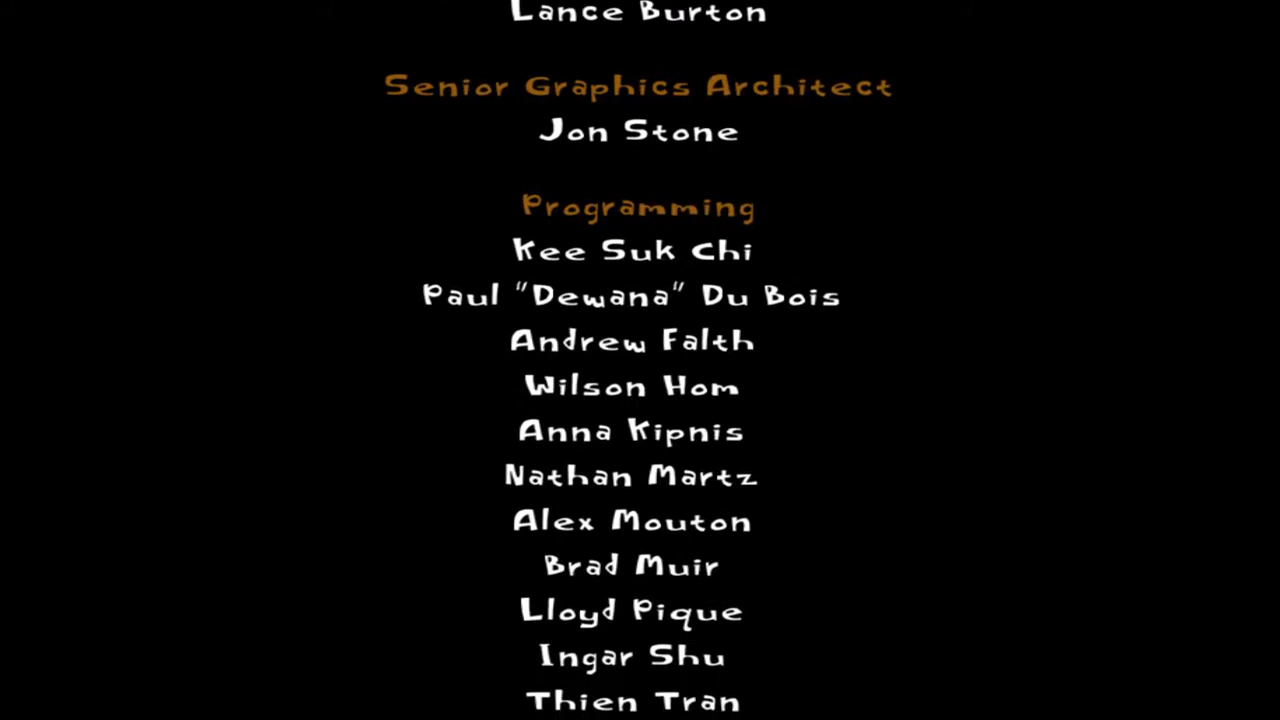 Lance Burton
Senior Graphics Architect
Jon Stone
Programming
Kee Suk Chi
Paul "Dewana" Du Bois
Andrew Falth
Wilson Hom
Anna Kipnis
Nathan Martz
Alex Mouton
Brad Muir
Lloyd Pique
Ingar Shu
Thien Tran